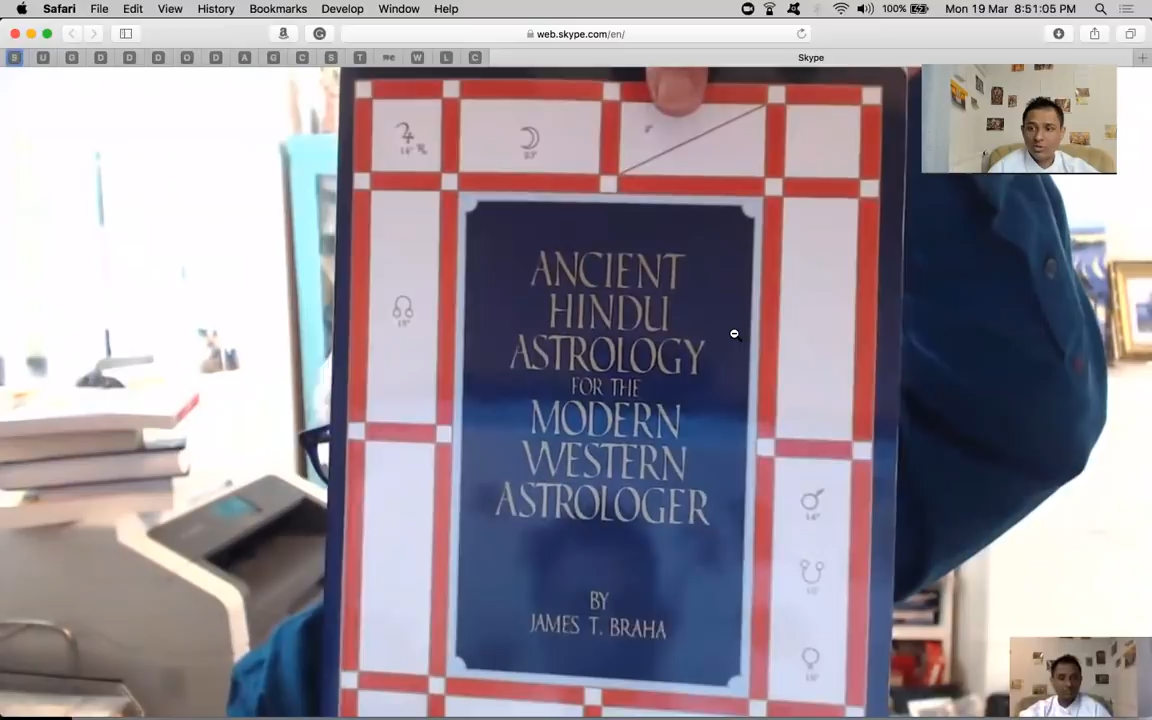 Safari File Edit View History Bookmarks Develop Window Help 100% Mon 19 Mar 8:51:05 PM
web.skype.com/en/
S U O D D D O D A G C S T me W L C Skype
ANCIENT
HINDU
ASTROLOGY
FOR THE
MODERN
WESTERN
ASTROLOGER
BY
JAMES T. BRAHA